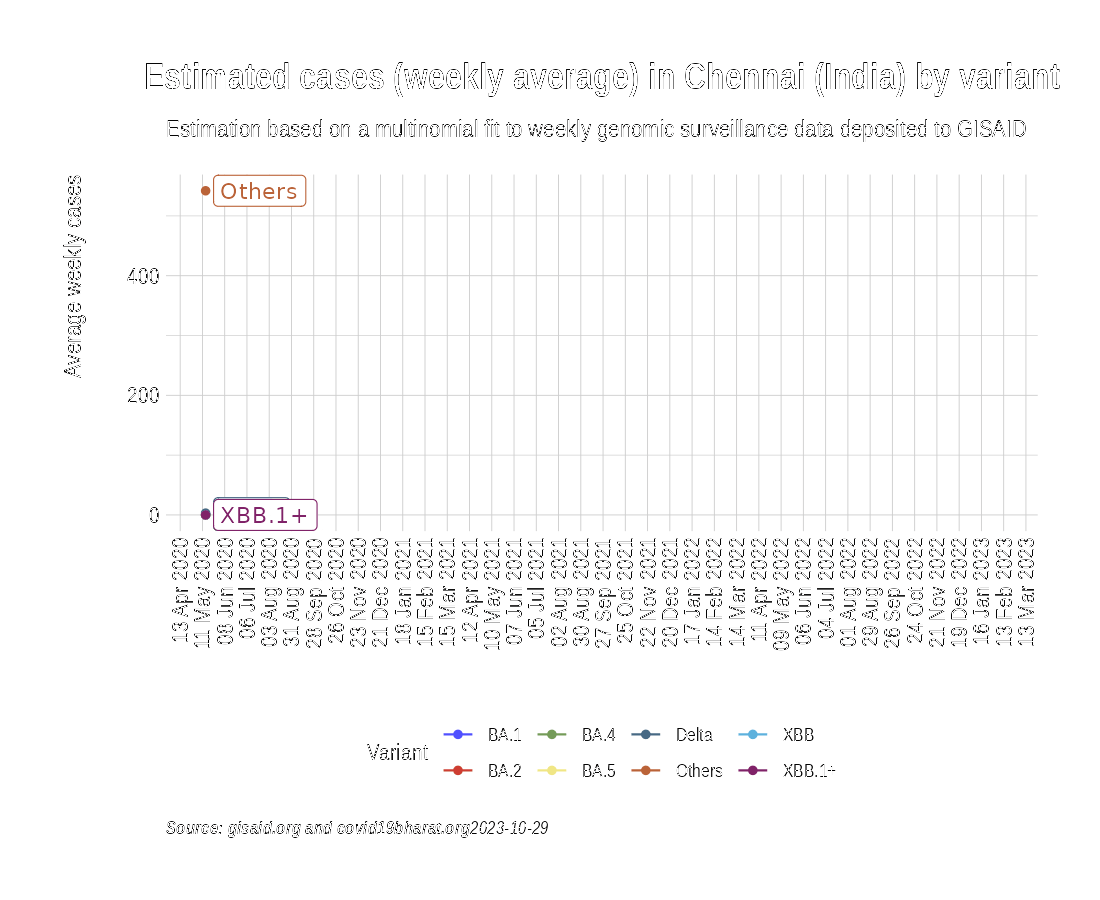 Estimated cases (weekly average) in Chennai (India) by variant
Estimation based on a multinomial fit to weekly genomic surveillance data deposited to GISAID
Average weekly cases
Others
400
200
0
XBB.1+
13 Apr 2020
11 May 2020
08 Jun 2020
06 Jul 2020
03 Aug 2020
31 Aug 2020
28 Sep 2020
26 Oct 2020
23 Nov 2020
21 Dec 2020
18 Jan 2021
15 Feb 2021
15 Mar 2021
12 Apr 2021
10 May 2021
07 Jun 2021
05 Jul 2021
02 Aug 2021
30 Aug 2021
27 Sep 2021
25 Oct 2021
22 Nov 2021
20 Dec 2021
17 Jan 2022
14 Feb 2022
14 Mar 2022
11 Apr 2022
09 May 2022
06 Jun 2022
04 Jul 2022
01 Aug 2022
29 Aug 2022
26 Sep 2022
24 Oct 2022
21 Nov 2022
19 Dec 2022
16 Jan 2023
13 Feb 2023
13 Mar 2023
Variant
BA.1 BA.4 Delta XBB
BA.2 BA.5 Others XBB.1+
Source: gisaid.org and covid19bharat.org2023-10-29